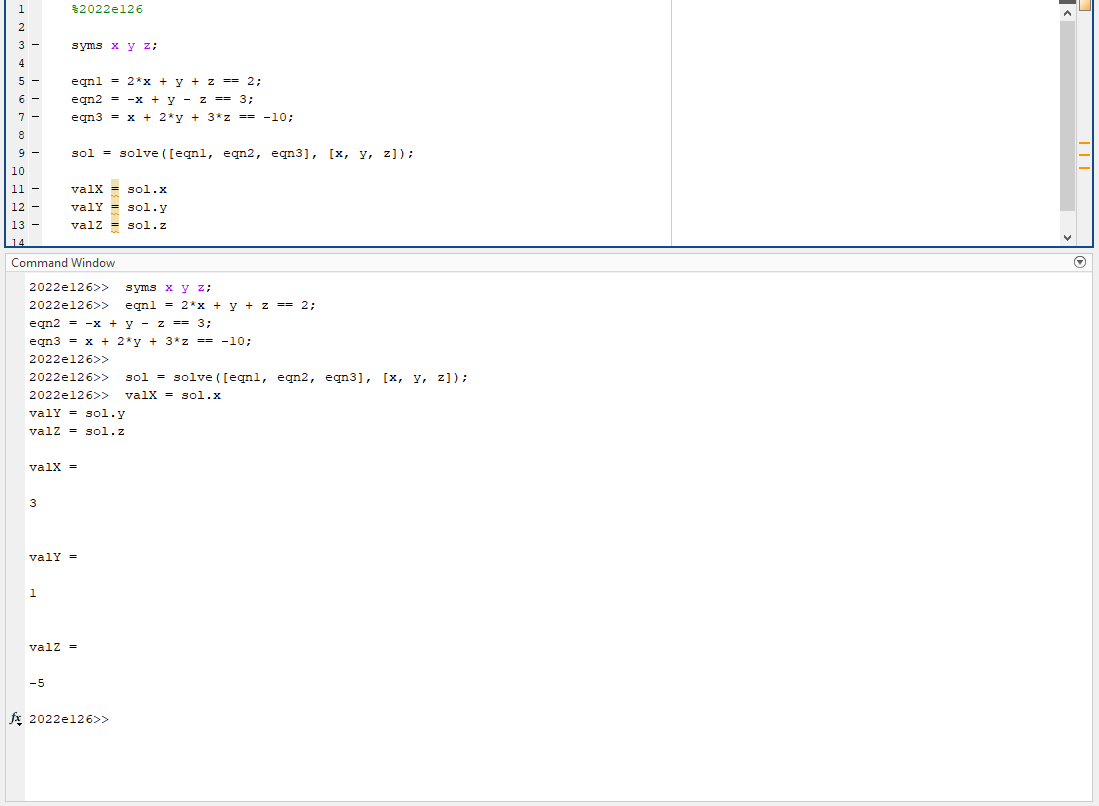 1 %2022e126
2
3 – syms x y z;
4
5 – eqn1 = 2*x + y + z == 2;
6 – eqn2 = -x + y - z == 3;
7 – eqn3 = x + 2*y + 3*z == -10;
8
9 – sol = solve([eqn1, eqn2, eqn3], [x, y, z]);
10
11 – valX = sol.x
12 – valY = sol.y
13 – valZ = sol.z
14
Command Window
2022e126>> syms x y z;
2022e126>> eqn1 = 2*x + y + z == 2;
eqn2 = -x + y - z == 3;
eqn3 = x + 2*y + 3*z == -10;
2022e126>>
2022e126>> sol = solve([eqn1, eqn2, eqn3], [x, y, z]);
2022e126>> valX = sol.x
valY = sol.y
valZ = sol.z
valX =
3
valY =
1
valZ =
-5
fx 2022e126>>